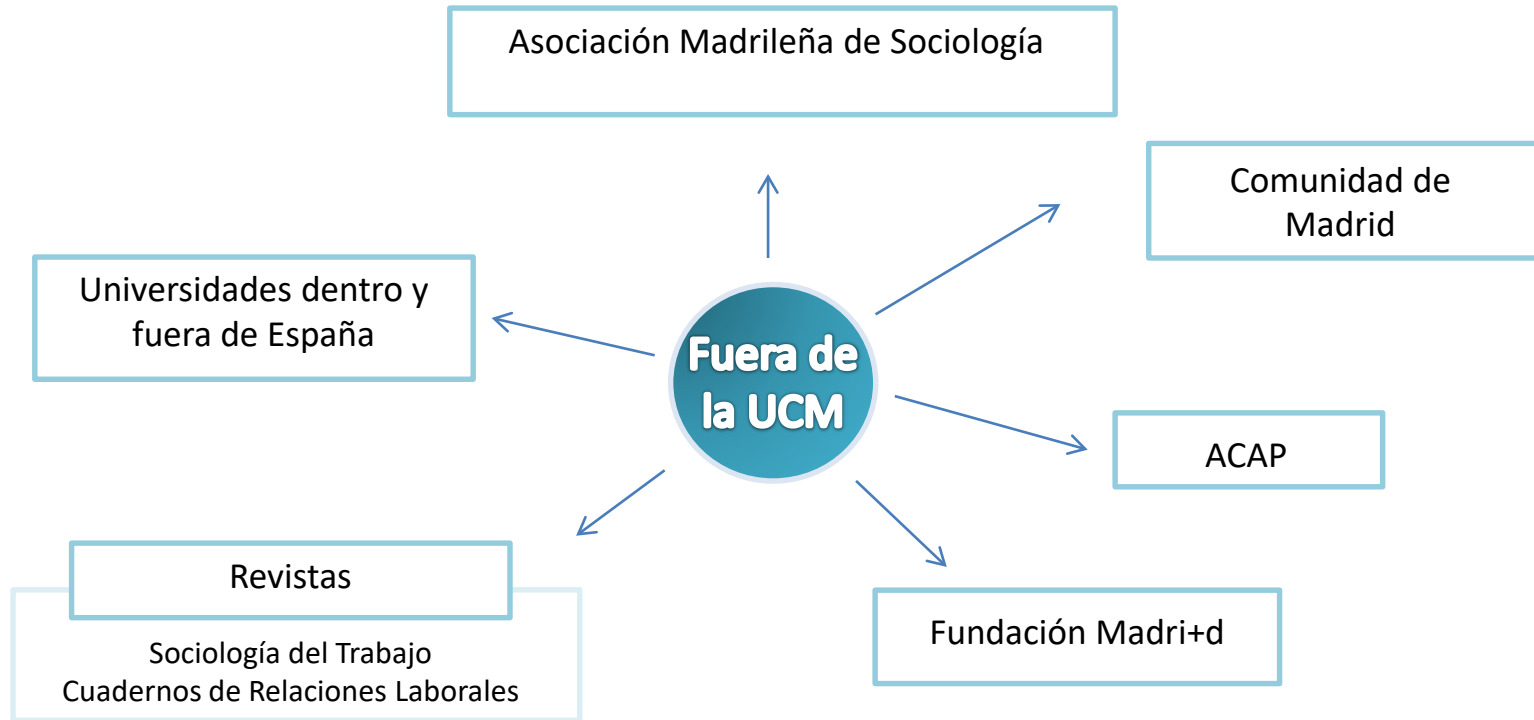 Asociación Madrileña de Sociología
Comunidad de
Madrid
Universidades dentro y
fuera de España
Fuera de
la UCM
ACAP
Revistas
Sociología del Trabajo
Cuadernos de Relaciones Laborales
Fundación Madri+d